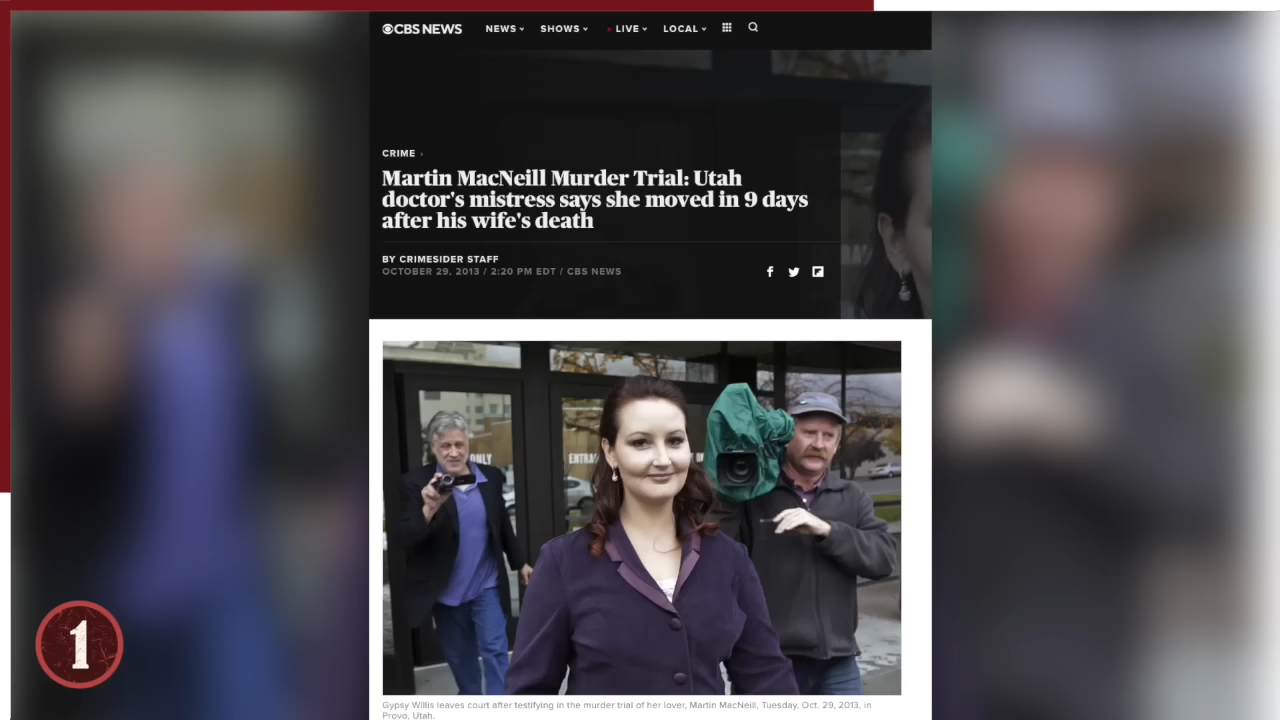 CBS NEWS NEWS SHOWS LIVE LOCAL
CRIME
Martin MacNeill Murder Trial: Utah
doctor's mistress says she moved in 9 days
after his wife's death
BY CRIMESIDER STAFF
OCTOBER 29, 2013 / 2:20 PM EDT / CBS NEWS
ONLY
ENTRA
Gypsy Willis leaves court after testifying in the murder trial of her lover, Martin MacNeill, Tuesday, Oct. 29, 2013, in
Provo, Utah.
1